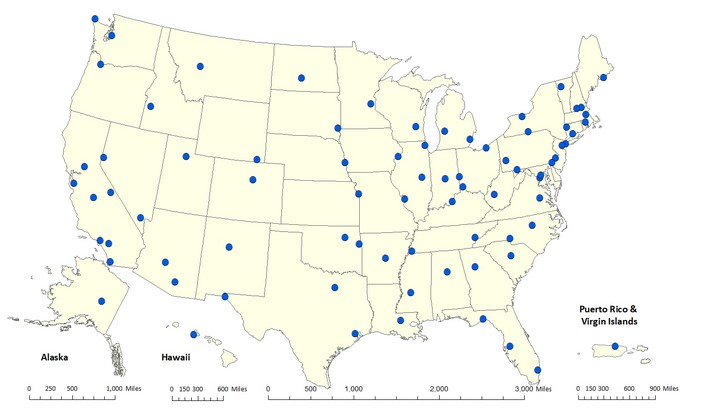 Puerto Rico &
Virgin Islands
Alaska
Hawaii
0 250 500 1,000 Miles
0 150 300 600 Miles
0 500 1,000 2,000 3,000 Miles
0 150 300 900 Miles